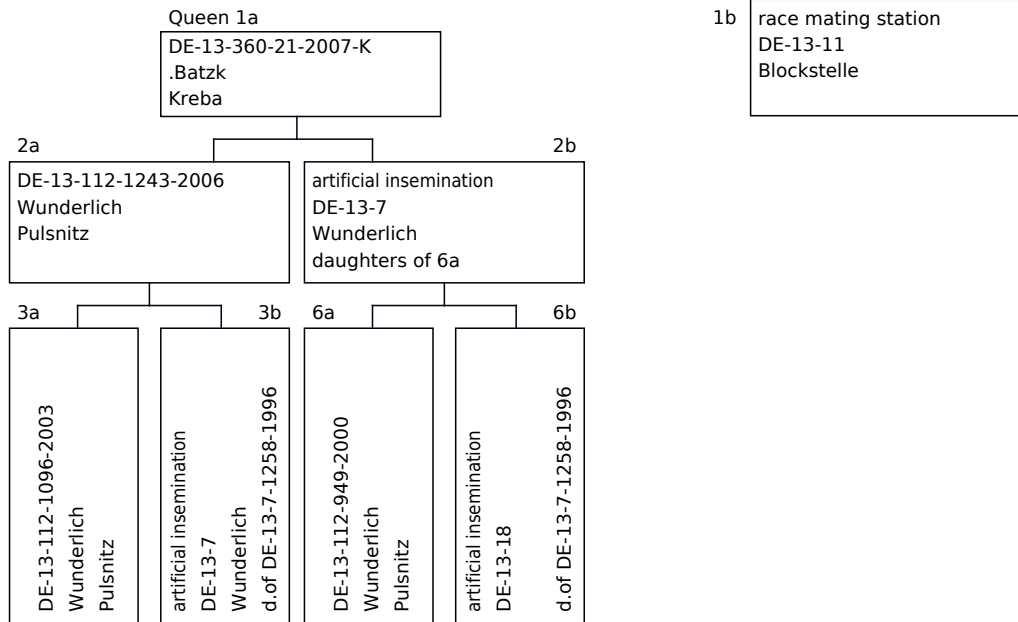 Queen 1a
DE-13-360-21-2007-K
.Batzk
Kreba
1b
race mating station
DE-13-11
Blockstelle
2a
DE-13-112-1243-2006
Wunderlich
Pulsnitz
2b
artificial insemination
DE-13-7
Wunderlich
daughters of 6a
3a
DE-13-112-1096-2003
Wunderlich
Pulsnitz
3b
artificial insemination
DE-13-7
Wunderlich
d.of DE-13-7-1258-1996
6a
DE-13-112-949-2000
Wunderlich
Pulsnitz
6b
artificial insemination
DE-13-18
d.of DE-13-7-1258-1996